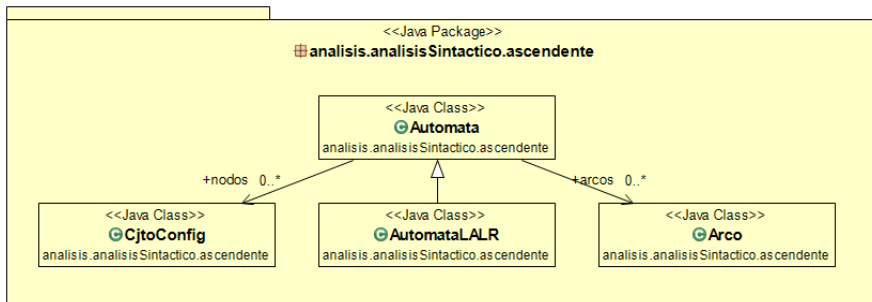 <<Java Package>>
analisis.analisisSintactico.ascendente
<<Java Class>>
Automata
analisis.analisisSintactico.ascendente
+nodos 0..*
+arcos 0..*
<<Java Class>>
CjtoConfig
analisis.analisisSintactico.ascendente
<<Java Class>>
AutomataLALR
analisis.analisisSintactico.ascendente
<<Java Class>>
Arco
analisis.analisisSintactico.ascendente